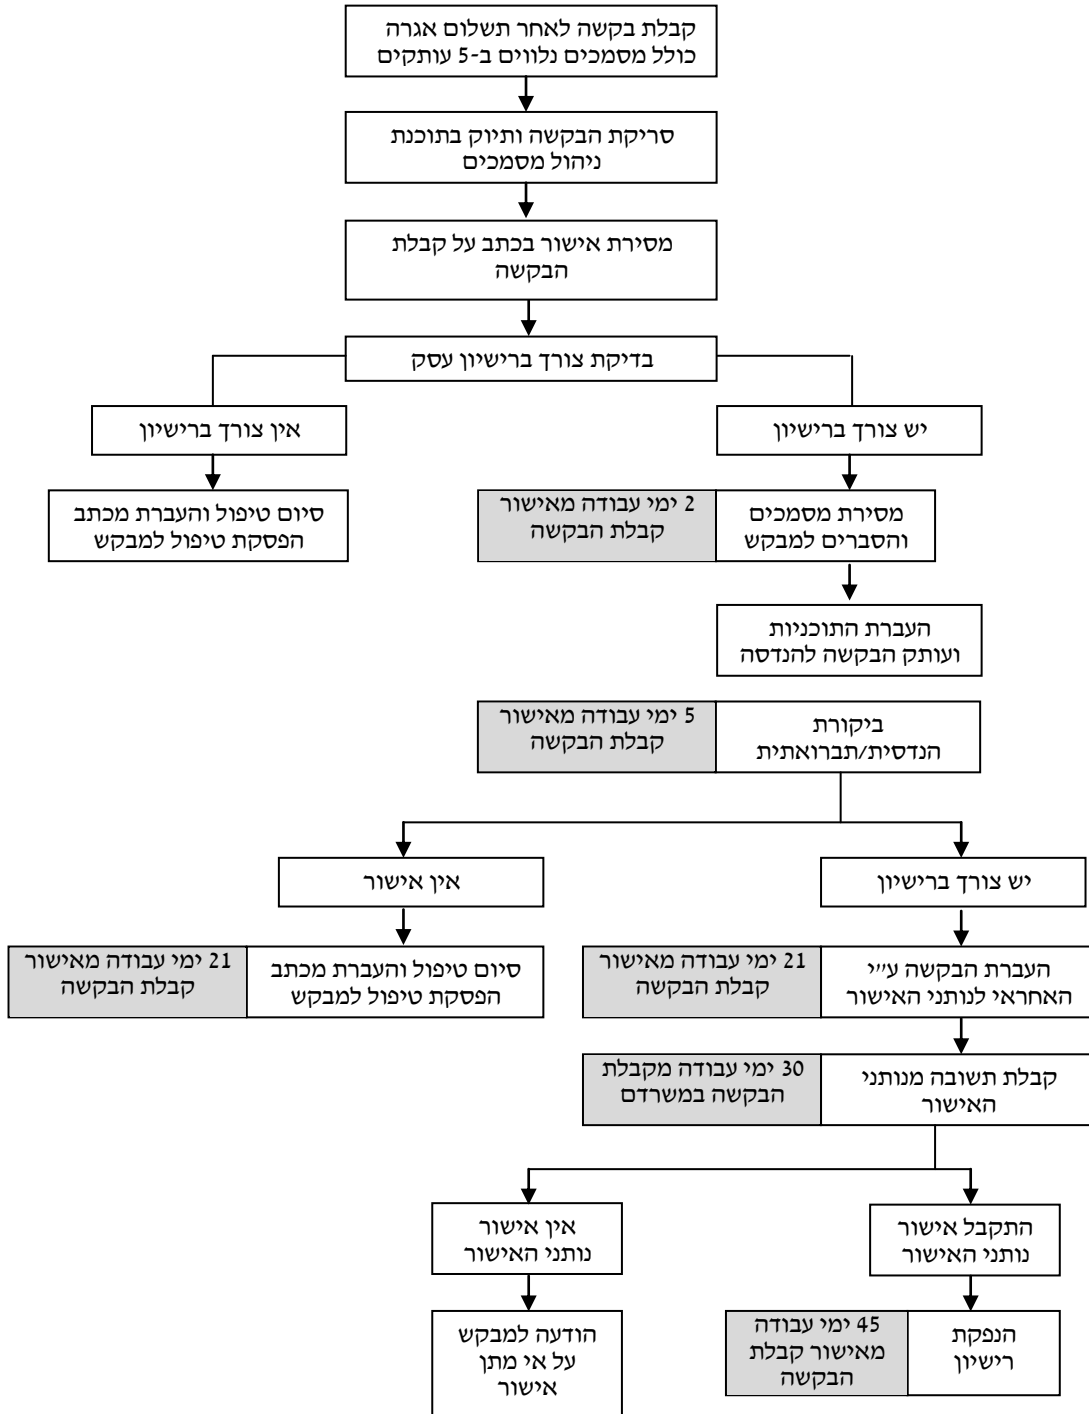 קבלת בקשה לאחר תשלום אגרה
כולל מסמכים נלווים ב-5 עותקים
סריקת הבקשה ותיוק בתוכנת
ניהול מסמכים
מסירת אישור בכתב על קבלת
הבקשה
בדיקת צורך ברישיון עסק
יש צורך ברישיון
אין צורך ברישיון
מסירת מסמכים
והסברים למבקש
2 ימי עבודה מאישור
קבלת הבקשה
סיום טיפול והעברת מכתב
הפסקת טיפול למבקש
העברת התוכניות
ועותק הבקשה להנדסה
ביקורת
הנדסית/תברואתית
5 ימי עבודה מאישור
קבלת הבקשה
יש צורך ברישיון
אין אישור
העברת הבקשה ע״י
האחראי לנותני האישור
21 ימי עבודה מאישור
קבלת הבקשה
סיום טיפול והעברת מכתב
הפסקת טיפול למבקש
21 ימי עבודה מאישור
קבלת הבקשה
קבלת תשובה מנותני
האישור
30 ימי עבודה מקבלת
הבקשה במשרדם
התקבל אישור
נותני האישור
אין אישור
נותני האישור
הנפקת
רישיון
45 ימי עבודה
מאישור קבלת
הבקשה
הודעה למבקש
על אי מתן
אישור